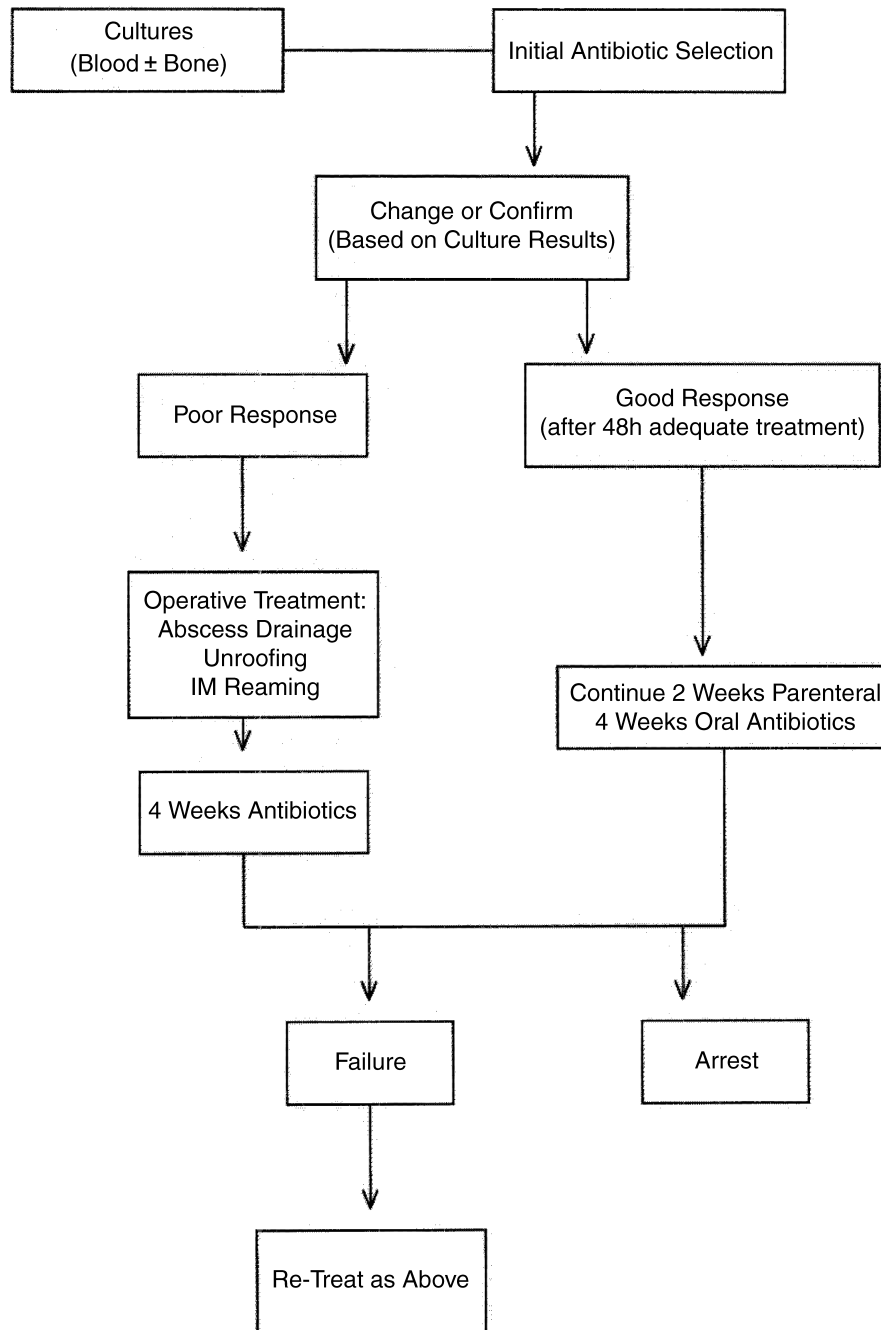 Cultures
(Blood ± Bone)
Initial Antibiotic Selection
Change or Confirm
(Based on Culture Results)
Poor Response
Good Response
(after 48h adequate treatment)
Operative Treatment:
Abscess Drainage
Unroofing
IM Reaming
Continue 2 Weeks Parenteral
4 Weeks Oral Antibiotics
4 Weeks Antibiotics
Failure
Arrest
Re-Treat as Above